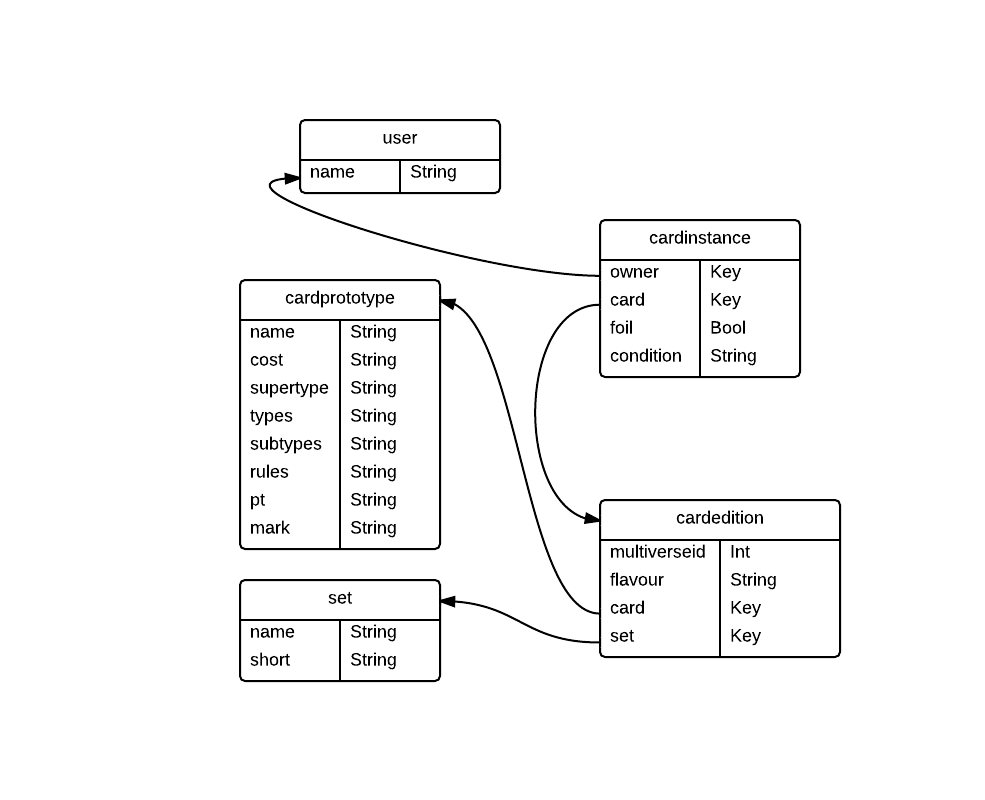 user
name String
cardinstance
owner Key
card Key
foil Bool
condition String
cardprototype
name String
cost String
supertype String
types String
subtypes String
rules String
pt String
mark String
cardedition
multiverseid Int
flavour String
card Key
set Key
set
name String
short String